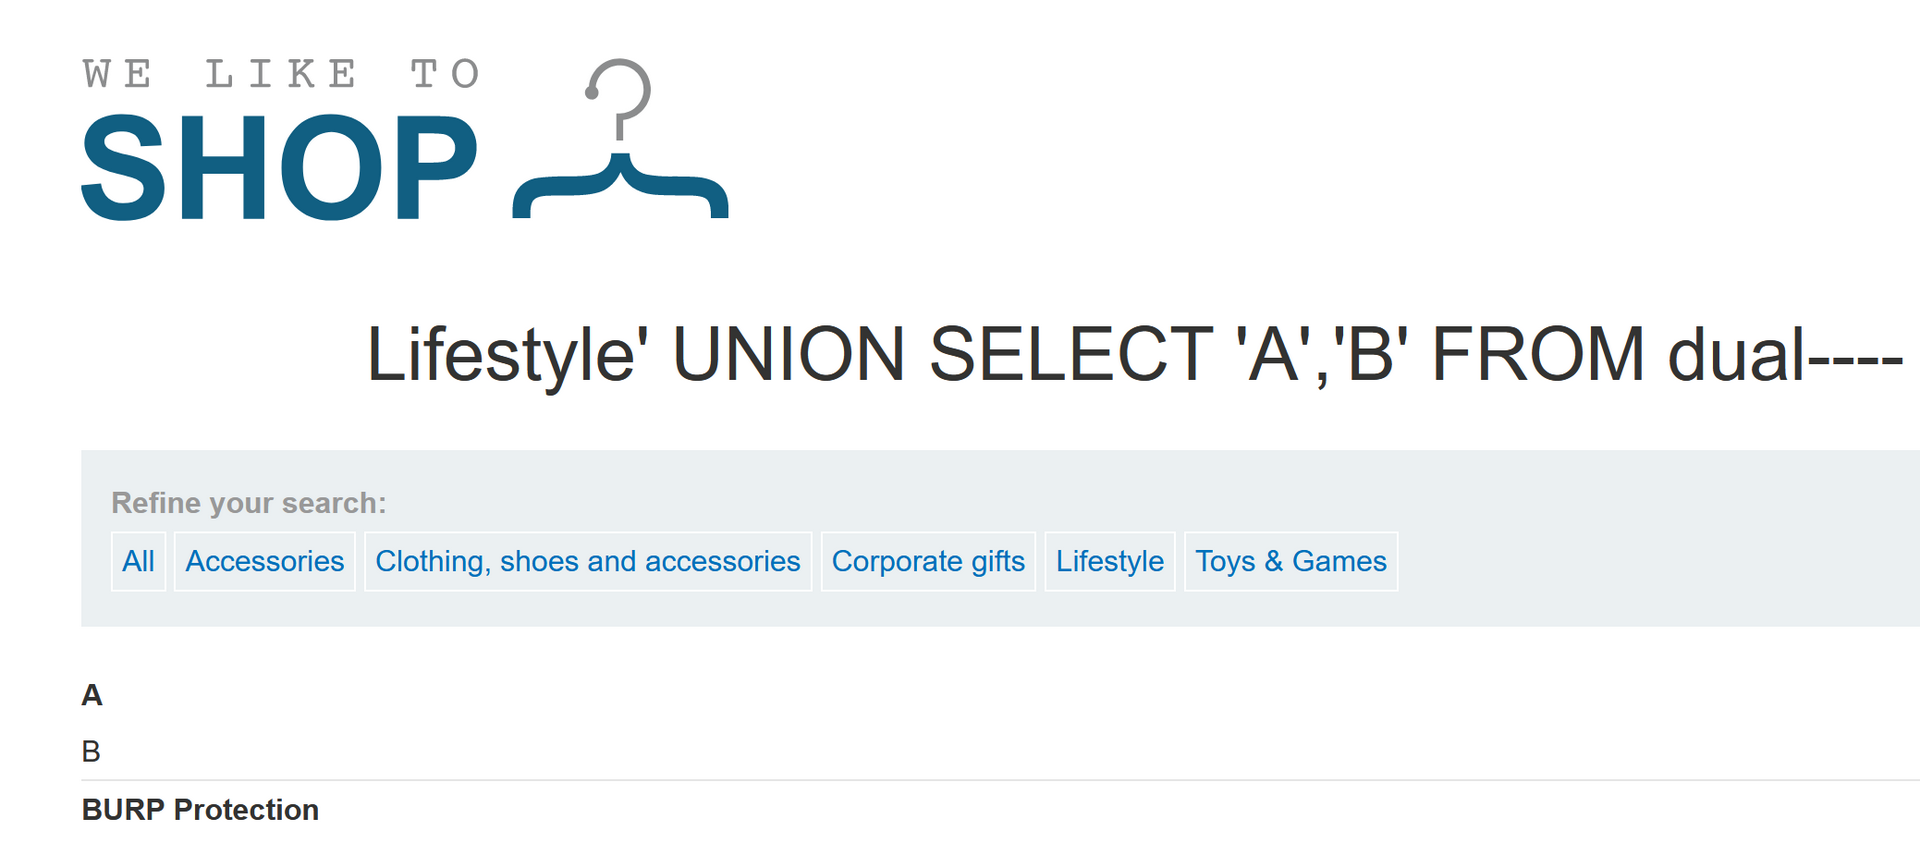 WE LIKE TO
SHOP
Lifestyle' UNION SELECT 'A','B' FROM dual----
Refine your search:
All Accessories Clothing, shoes and accessories Corporate gifts Lifestyle Toys & Games
A
B
BURP Protection